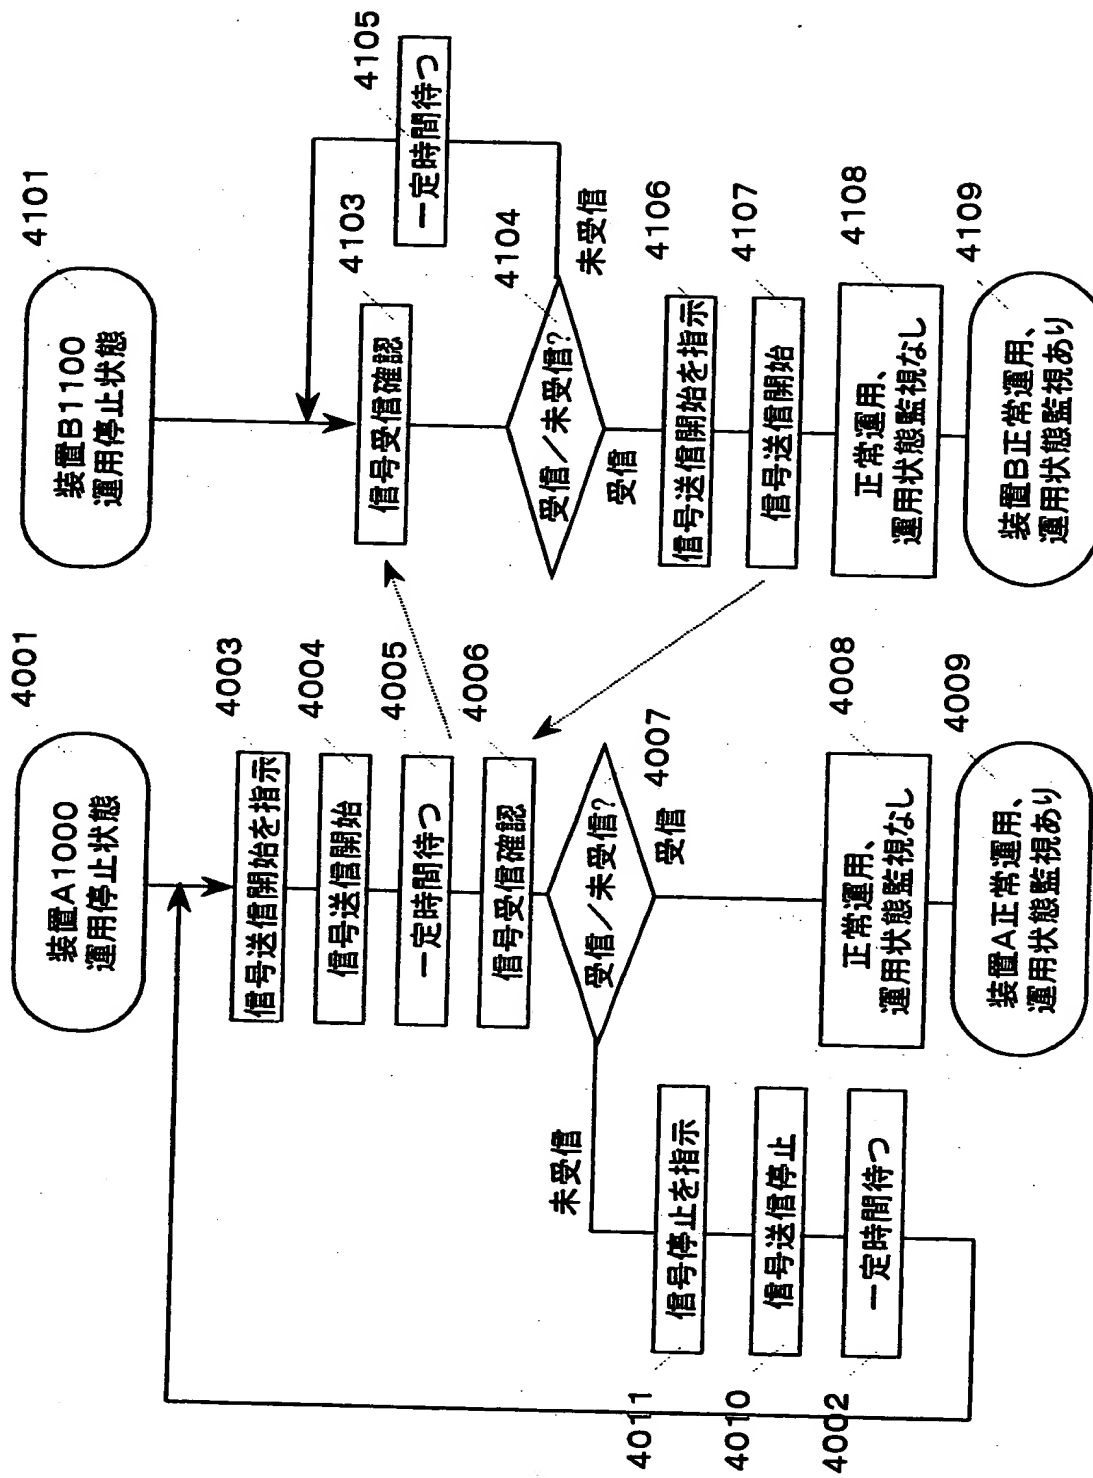 4001
装置A1000
運用停止状態
4003
信号送信開始を指示
4004
信号送信開始
4005
一定時間待つ
4006
信号受信確認
4007
受信／未受信?
未受信
受信
4011
信号停止を指示
4010
信号送信停止
4002
一定時間待つ
4008
正常運用、
運用状態監視なし
4009
装置A正常運用、
運用状態監視あり
4101
装置B1100
運用停止状態
4105
一定時間待つ
4103
信号受信確認
4104
受信／未受信?
未受信
受信
4106
信号送信開始を指示
4107
信号送信開始
4108
正常運用、
運用状態監視なし
4109
装置B正常運用、
運用状態監視あり